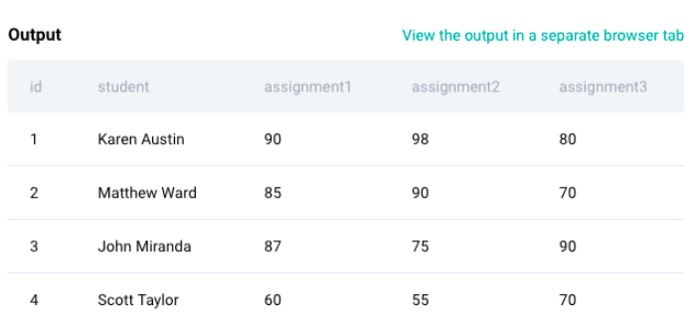 Output View the output in a separate browser tab
id student assignment1 assignment2 assignment3
1 Karen Austin 90 98 80
2 Matthew Ward 85 90 70
3 John Miranda 87 75 90
4 Scott Taylor 60 55 70